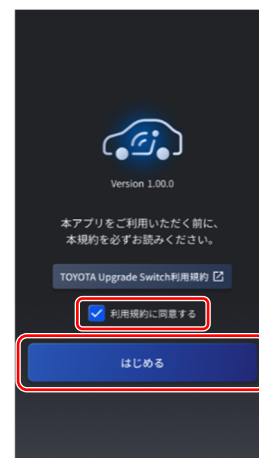 Version 1.00.0
本アプリをご利用いただく前に、
本規約を必ずお読みください。
TOYOTA Upgrade Switch利用規約
利用規約に同意する
はじめる